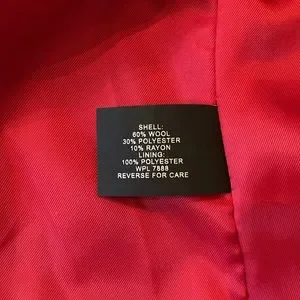 SHELL:
60% WOOL
30% POLYESTER
10% RAYON
LINING:
100% POLYESTER
WPL 7888
REVERSE FOR CARE